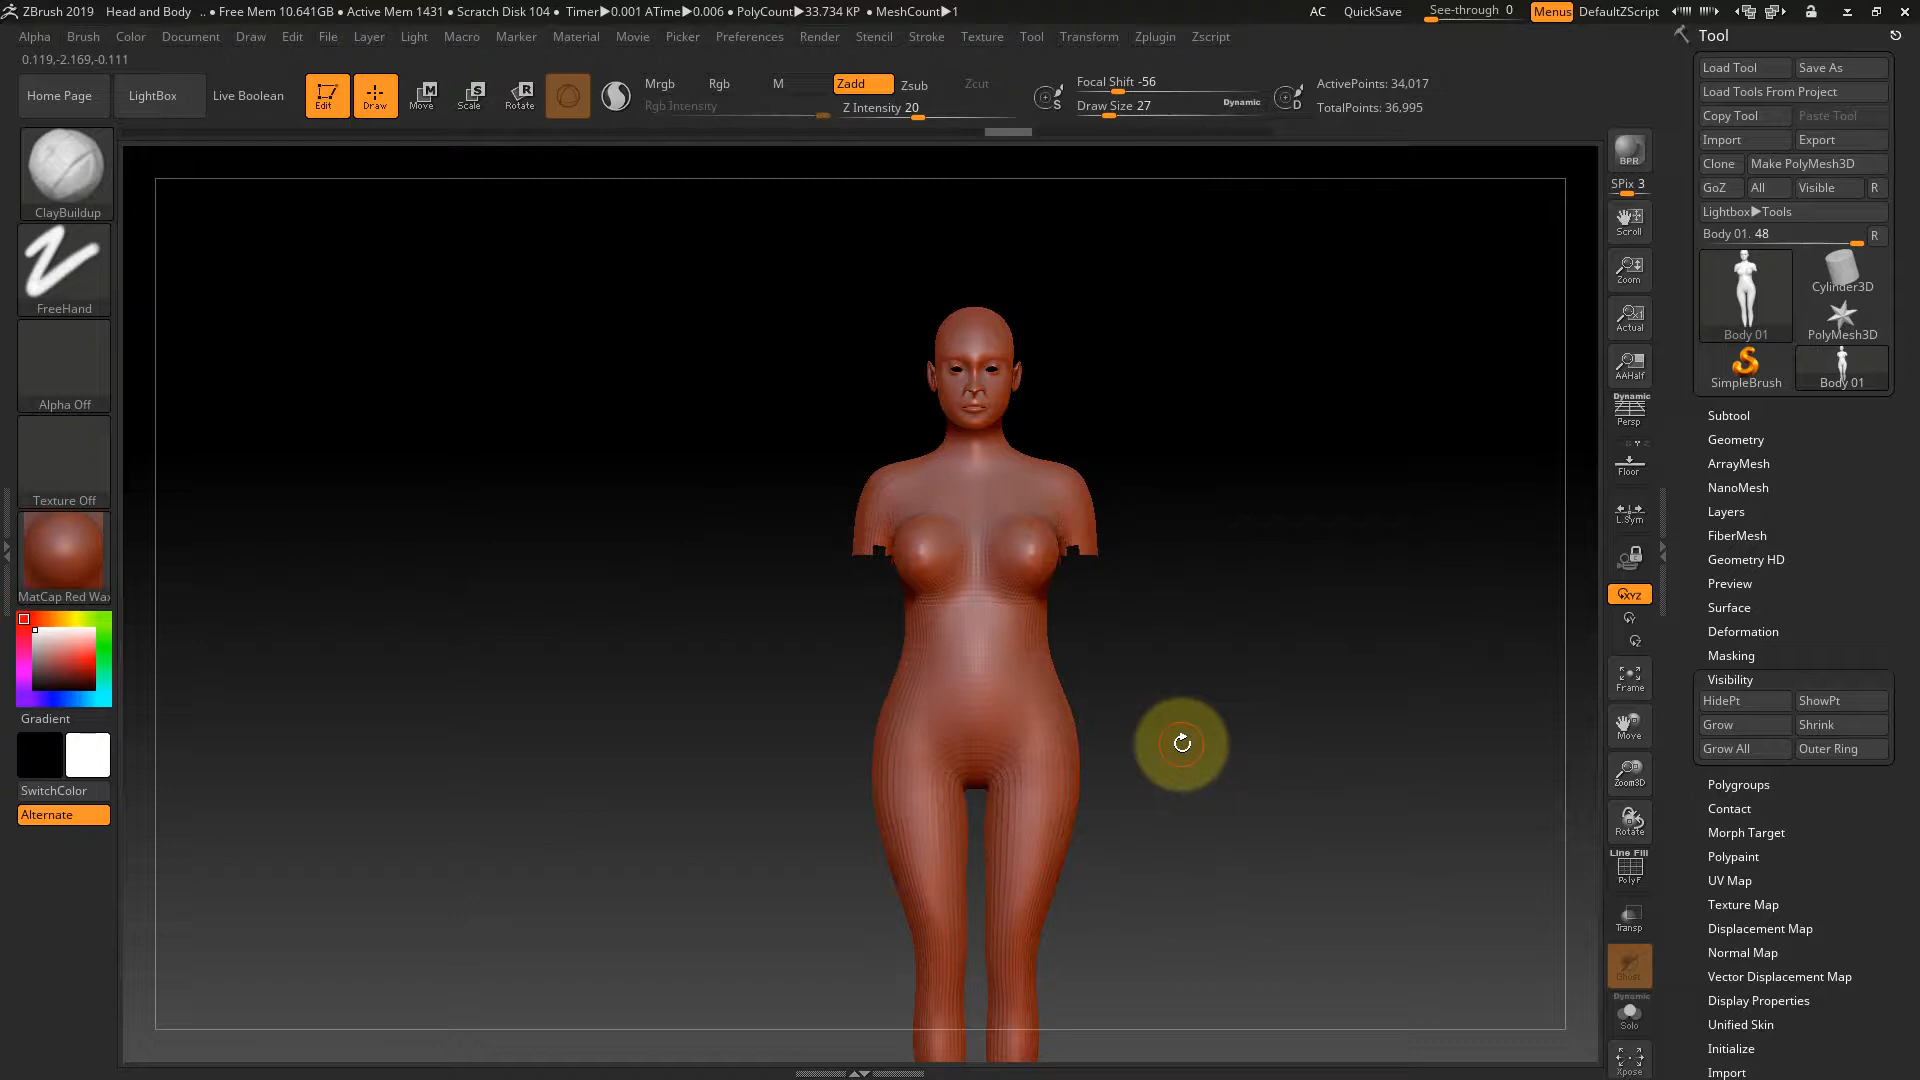 ZBrush 2019 Head and Body .. ● Free Mem 10.641GB ● Active Mem 1431 ● Scratch Disk 104 ● Timer▶0.001 ATime▶0.006 ● PolyCount▶33.734 KP ● MeshCount▶1 AC QuickSave See-through 0 Menus DefaultZScript
Alpha Brush Color Document Draw Edit File Layer Light Macro Marker Material Movie Picker Preferences Render Stencil Stroke Texture Tool Transform Zplugin Zscript
0.119,-2.169,-0.111
Home Page LightBox Live Boolean Edit Draw Move Scale Rotate
Mrgb Rgb M Zadd Zsub Zcut
Rgb Intensity Z Intensity 20
Focal Shift -56
Draw Size 27 Dynamic
ActivePoints: 34,017
TotalPoints: 36,995
ClayBuildup
FreeHand
Alpha Off
Texture Off
MatCap Red Wax
Gradient
SwitchColor
Alternate
BPR
SPix 3
Scroll
Zoom
Actual
AAHalf
Dynamic
Persp
Floor
L.Sym
XYZ
Frame
Move
Zoom3D
Rotate
Line Fill
PolyF
Transp
Ghost
Dynamic
Solo
Xpose
Tool
Load Tool Save As
Load Tools From Project
Copy Tool Paste Tool
Import Export
Clone Make PolyMesh3D
GoZ All Visible R
Lightbox▶Tools
Body 01. 48 R
Cylinder3D
Body 01 PolyMesh3D
SimpleBrush Body 01
Subtool
Geometry
ArrayMesh
NanoMesh
Layers
FiberMesh
Geometry HD
Preview
Surface
Deformation
Masking
Visibility
HidePt ShowPt
Grow Shrink
Grow All Outer Ring
Polygroups
Contact
Morph Target
Polypaint
UV Map
Texture Map
Displacement Map
Normal Map
Vector Displacement Map
Display Properties
Unified Skin
Initialize
Import